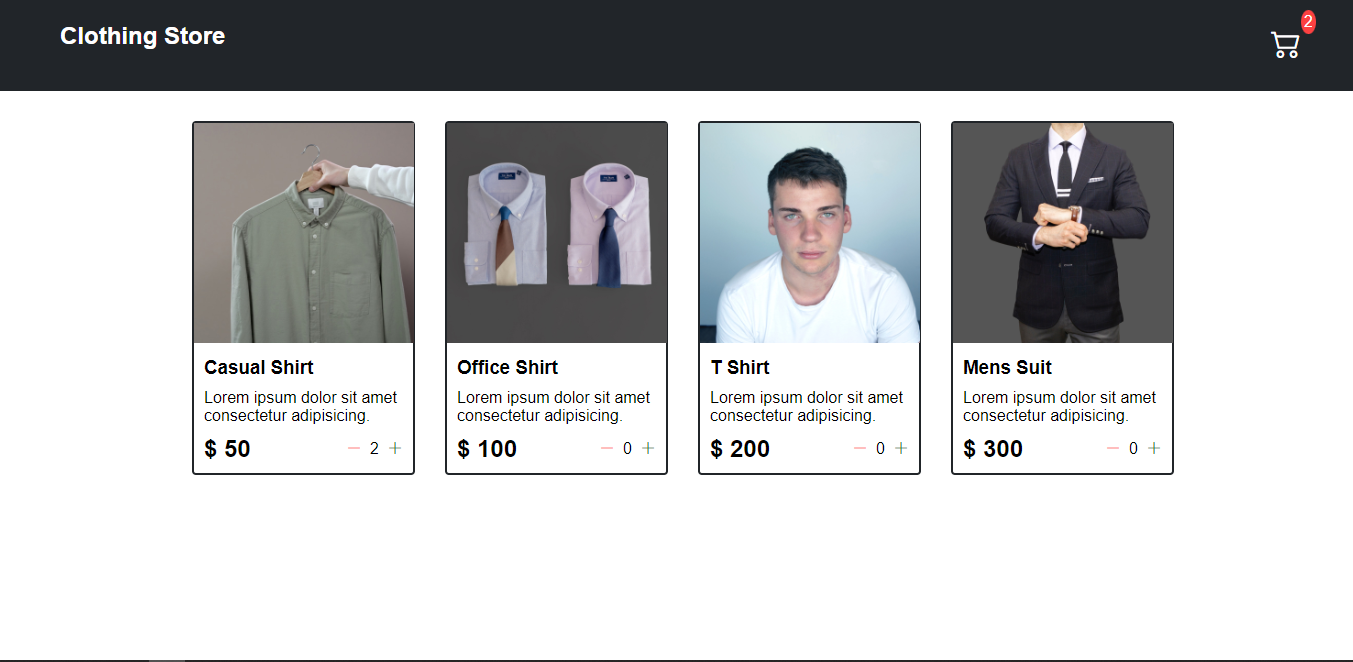 Clothing Store
2
Casual Shirt
Lorem ipsum dolor sit amet
consectetur adipisicing.
$ 50
− 2 +
Office Shirt
Lorem ipsum dolor sit amet
consectetur adipisicing.
$ 100
− 0 +
T Shirt
Lorem ipsum dolor sit amet
consectetur adipisicing.
$ 200
− 0 +
Mens Suit
Lorem ipsum dolor sit amet
consectetur adipisicing.
$ 300
− 0 +